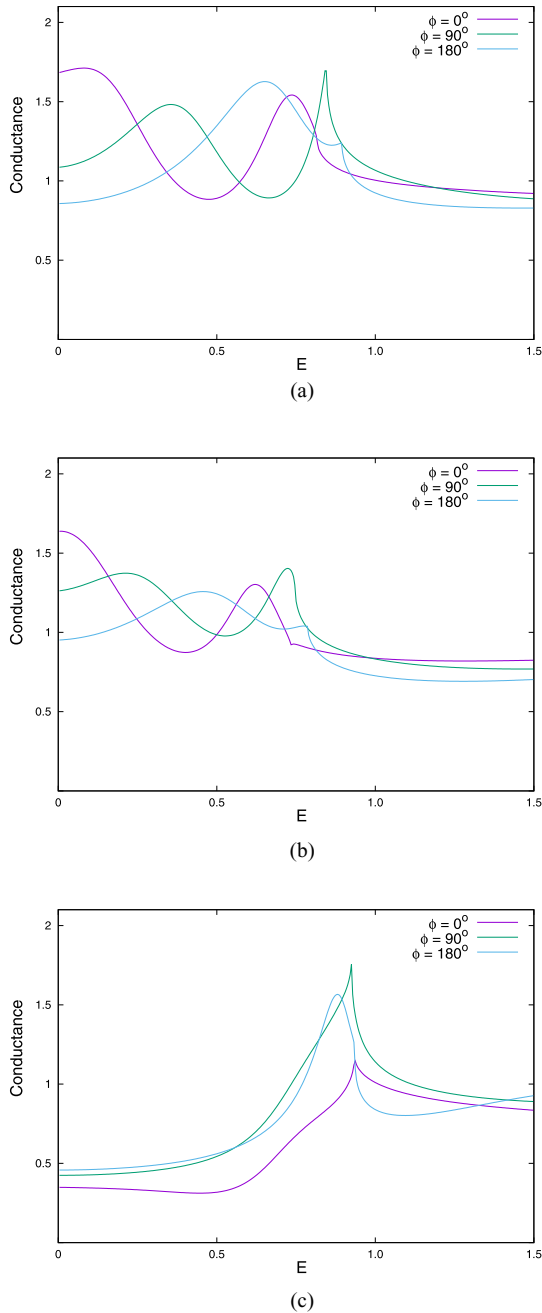 2
1.5
1
0.5
0
0.5
1.0
1.5
Conductance
E
ϕ = 0°
ϕ = 90°
ϕ = 180°
(a)
2
1.5
1
0.5
0
0.5
1.0
1.5
Conductance
E
ϕ = 0°
ϕ = 90°
ϕ = 180°
(b)
2
1.5
1
0.5
0
0.5
1.0
1.5
Conductance
E
ϕ = 0°
ϕ = 90°
ϕ = 180°
(c)